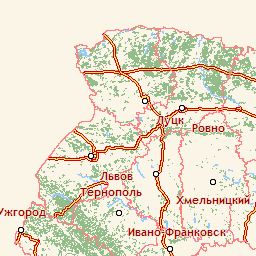 Луцк
Ровно
Львов
Тернополь
Хмельницкий
Ужгород
Ивано-Франковск